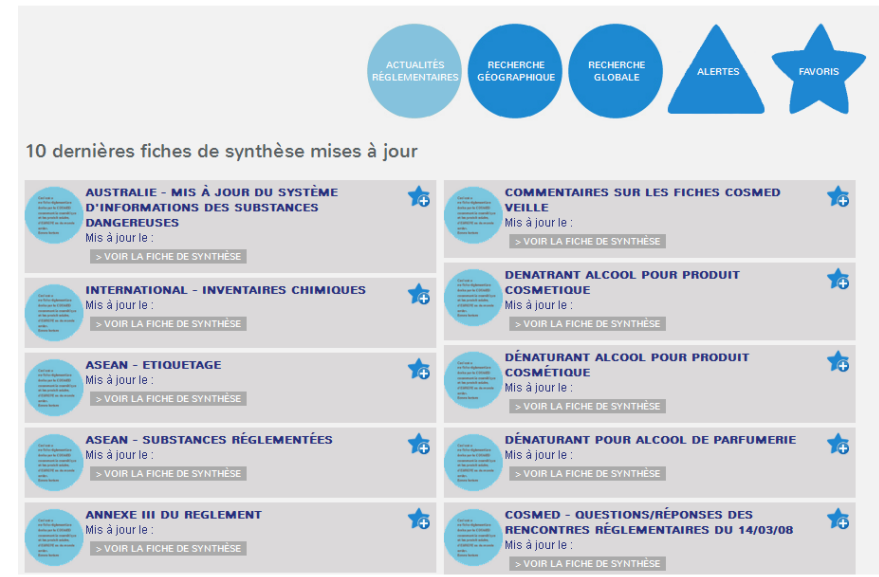 ACTUALITÉS
RÈGLEMENTAIRES
RECHERCHE
GÉOGRAPHIQUE
RECHERCHE
GLOBALE
ALERTES
FAVORIS
10 dernières fiches de synthèse mises à jour
AUSTRALIE - MIS À JOUR DU SYSTÈME
D'INFORMATIONS DES SUBSTANCES
DANGEREUSES
Mis à jour le :
> VOIR LA FICHE DE SYNTHÈSE
INTERNATIONAL - INVENTAIRES CHIMIQUES
Mis à jour le :
> VOIR LA FICHE DE SYNTHÈSE
ASEAN - ETIQUETAGE
Mis à jour le :
> VOIR LA FICHE DE SYNTHÈSE
ASEAN - SUBSTANCES RÉGLEMENTÉES
Mis à jour le :
> VOIR LA FICHE DE SYNTHÈSE
ANNEXE III DU REGLEMENT
Mis à jour le :
> VOIR LA FICHE DE SYNTHÈSE
COMMENTAIRES SUR LES FICHES COSMED
VEILLE
Mis à jour le :
> VOIR LA FICHE DE SYNTHÈSE
DENATRANT ALCOOL POUR PRODUIT
COSMETIQUE
Mis à jour le :
> VOIR LA FICHE DE SYNTHÈSE
DÉNATURANT ALCOOL POUR PRODUIT
COSMÉTIQUE
Mis à jour le :
> VOIR LA FICHE DE SYNTHÈSE
DÉNATURANT POUR ALCOOL DE PARFUMERIE
Mis à jour le :
> VOIR LA FICHE DE SYNTHÈSE
COSMED - QUESTIONS/RÉPONSES DES
RENCONTRES RÉGLEMENTAIRES DU 14/03/08
Mis à jour le :
> VOIR LA FICHE DE SYNTHÈSE